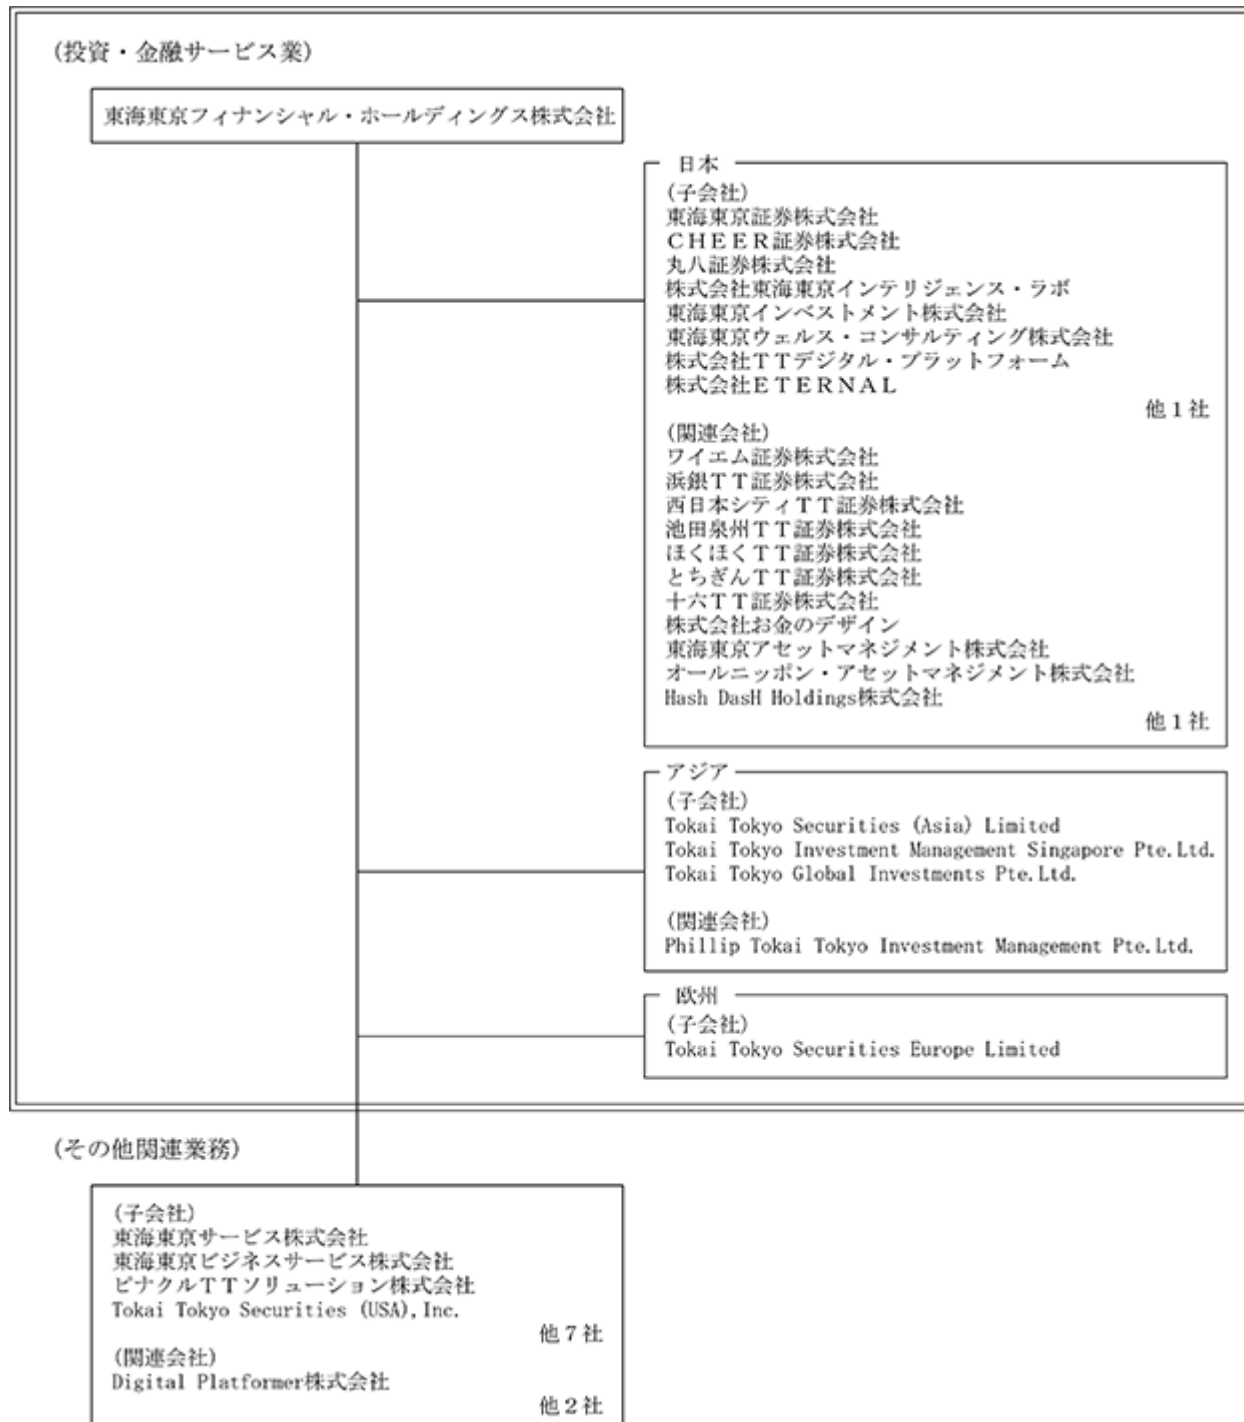 (投資・金融サービス業)
東海東京フィナンシャル・ホールディングス株式会社
日本
(子会社)
東海東京証券株式会社
ＣＨＥＥＲ証券株式会社
丸八証券株式会社
株式会社東海東京インテリジェンス・ラボ
東海東京インベストメント株式会社
東海東京ウェルス・コンサルティング株式会社
株式会社ＴＴデジタル・プラットフォーム
株式会社ＥＴＥＲＮＡＬ
他１社
(関連会社)
ワイエム証券株式会社
浜銀ＴＴ証券株式会社
西日本シティＴＴ証券株式会社
池田泉州ＴＴ証券株式会社
ほくほくＴＴ証券株式会社
とちぎんＴＴ証券株式会社
十六ＴＴ証券株式会社
株式会社お金のデザイン
東海東京アセットマネジメント株式会社
オールニッポン・アセットマネジメント株式会社
Hash DasH Holdings株式会社
他１社
アジア
(子会社)
Tokai Tokyo Securities (Asia) Limited
Tokai Tokyo Investment Management Singapore Pte.Ltd.
Tokai Tokyo Global Investments Pte.Ltd.
(関連会社)
Phillip Tokai Tokyo Investment Management Pte.Ltd.
欧州
(子会社)
Tokai Tokyo Securities Europe Limited
(その他関連業務)
(子会社)
東海東京サービス株式会社
東海東京ビジネスサービス株式会社
ピナクルＴＴソリューション株式会社
Tokai Tokyo Securities (USA),Inc.
他７社
(関連会社)
Digital Platformer株式会社
他２社